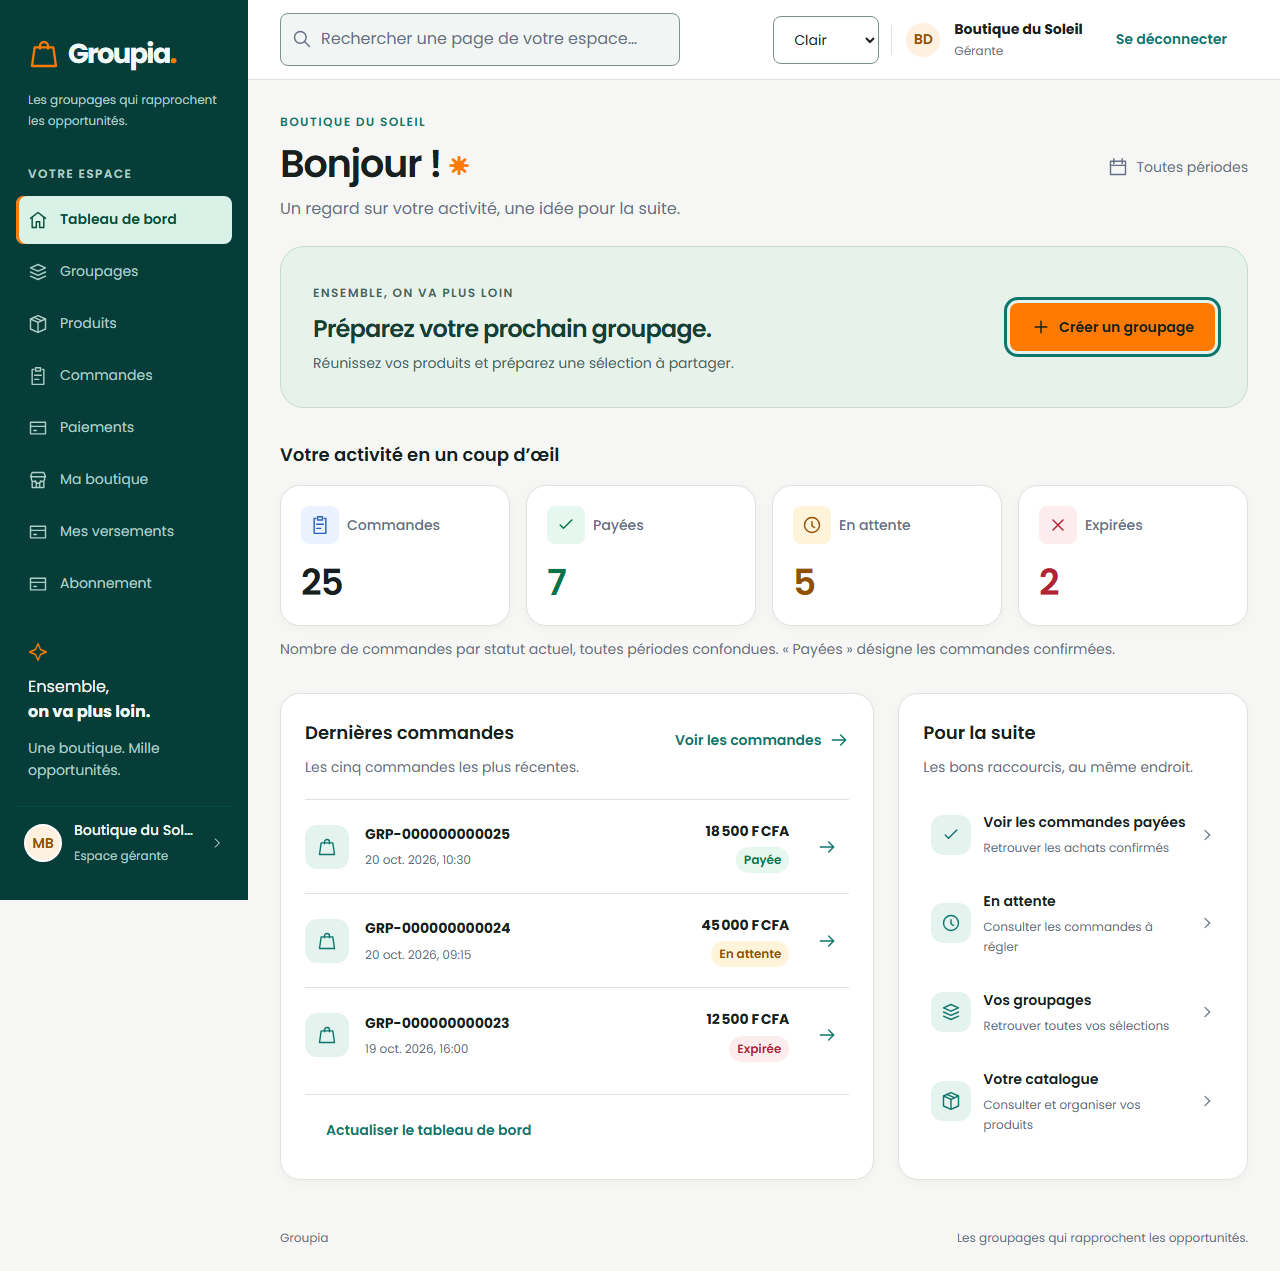 Groupia.
Les groupages qui rapprochent
les opportunités.
VOTRE ESPACE
Tableau de bord
Groupages
Produits
Commandes
Paiements
Ma boutique
Mes versements
Abonnement
Ensemble,
on va plus loin.
Une boutique. Mille
opportunités.
MB
Boutique du Sol...
Espace gérante
Rechercher une page de votre espace...
Clair
BD
Boutique du Soleil
Gérante
Se déconnecter
BOUTIQUE DU SOLEIL
Bonjour !
Toutes périodes
Un regard sur votre activité, une idée pour la suite.
ENSEMBLE, ON VA PLUS LOIN
Préparez votre prochain groupage.
Réunissez vos produits et préparez une sélection à partager.
Créer un groupage
Votre activité en un coup d’œil
Commandes
25
Payées
7
En attente
5
Expirées
2
Nombre de commandes par statut actuel, toutes périodes confondues. « Payées » désigne les commandes confirmées.
Dernières commandes
Voir les commandes
Les cinq commandes les plus récentes.
GRP-000000000025
20 oct. 2026, 10:30
18 500 F CFA
Payée
GRP-000000000024
20 oct. 2026, 09:15
45 000 F CFA
En attente
GRP-000000000023
19 oct. 2026, 16:00
12 500 F CFA
Expirée
Actualiser le tableau de bord
Pour la suite
Les bons raccourcis, au même endroit.
Voir les commandes payées
Retrouver les achats confirmés
En attente
Consulter les commandes à
régler
Vos groupages
Retrouver toutes vos sélections
Votre catalogue
Consulter et organiser vos
produits
Groupia
Les groupages qui rapprochent les opportunités.